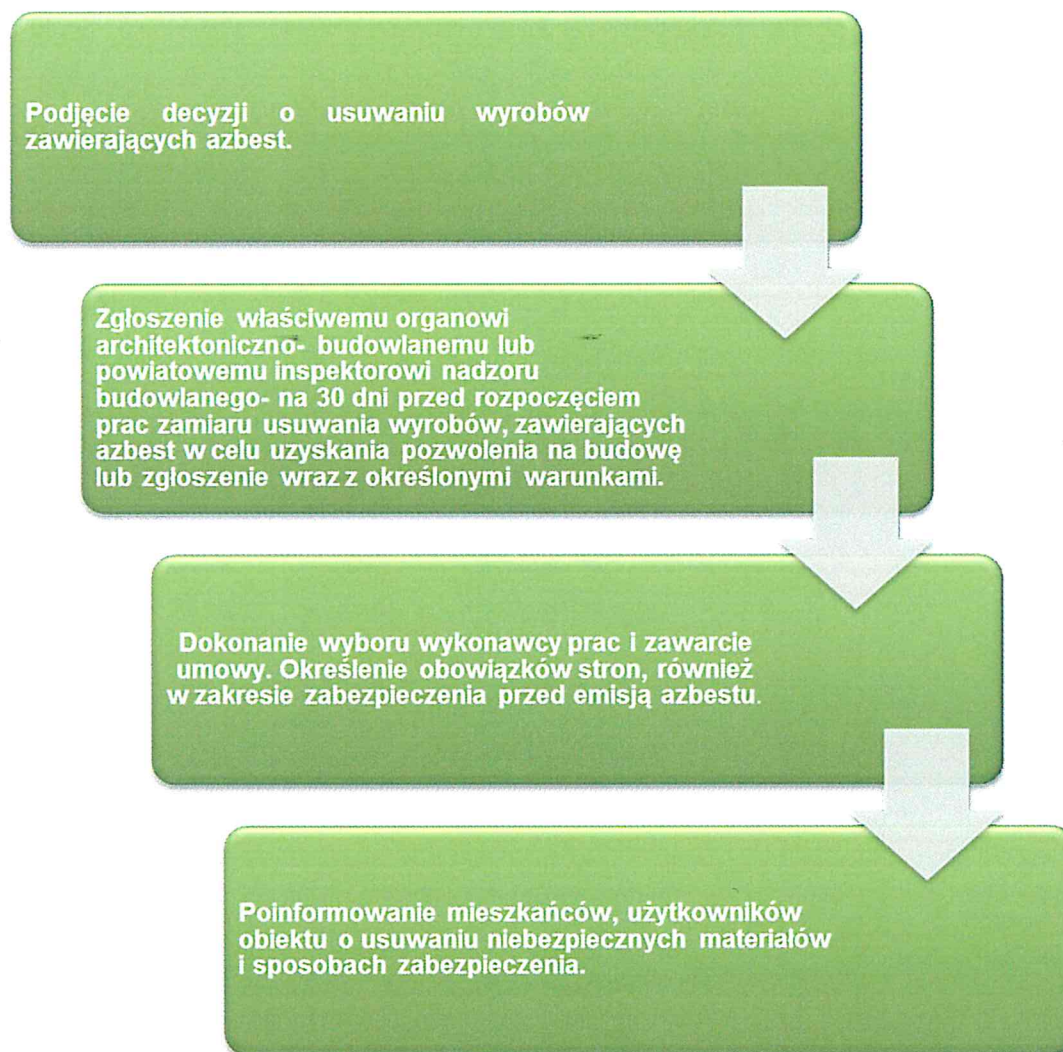 Podjęcie decyzji o usuwaniu wyrobów
zawierających azbest.
Zgłoszenie właściwemu organowi
architektoniczno- budowlanemu lub
powiatowemu inspektorowi nadzoru
budowlanego- na 30 dni przed rozpoczęciem
prac zamiaru usuwania wyrobów, zawierających
azbest w celu uzyskania pozwolenia na budowę
lub zgłoszenie wraz z określonymi warunkami.
Dokonanie wyboru wykonawcy prac i zawarcie
umowy. Określenie obowiązków stron, również
w zakresie zabezpieczenia przed emisją azbestu.
Poinformowanie mieszkańców, użytkowników
obiektu o usuwaniu niebezpiecznych materiałów
i sposobach zabezpieczenia.